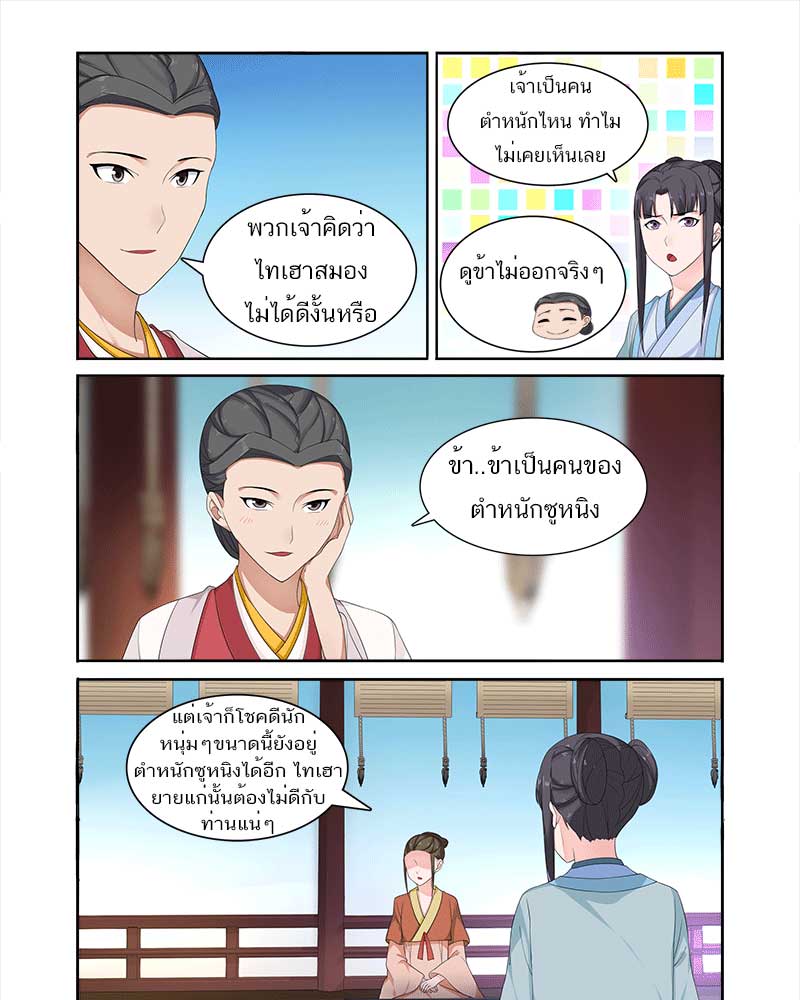 พวกเจ้าคิดว่า
ไทเฮาสมอง
ไม่ได้ดีงั้นหรือ
เจ้าเป็นคน
ตำหนักไหน ทำไม
ไม่เคยเห็นเลย
ดูข้าไม่ออกจริงๆ
ข้า..ข้าเป็นคนของ
ตำหนักซูหนิง
แต่เจ้าก็โชคดีนัก
หนุ่มๆขนาดนี้ยังอยู่
ตำหนักซูหนิงได้อีก ไทเฮา
ยายแก่นั้นต้องไม่ดีกับ
ท่านแน่ๆ